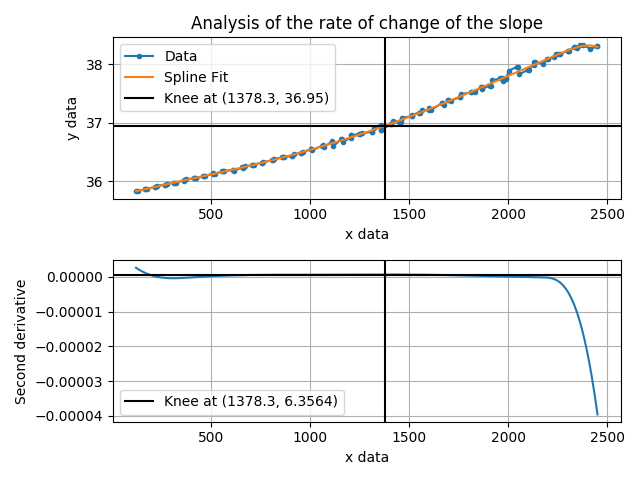 Analysis of the rate of change of the slope
Data
Spline Fit
Knee at (1378.3, 36.95)
y data
38
37
36
500 1000 1500 2000 2500
x data
Second derivative
0.00000
−0.00001
−0.00002
−0.00003
−0.00004
Knee at (1378.3, 6.3564)
500 1000 1500 2000 2500
x data